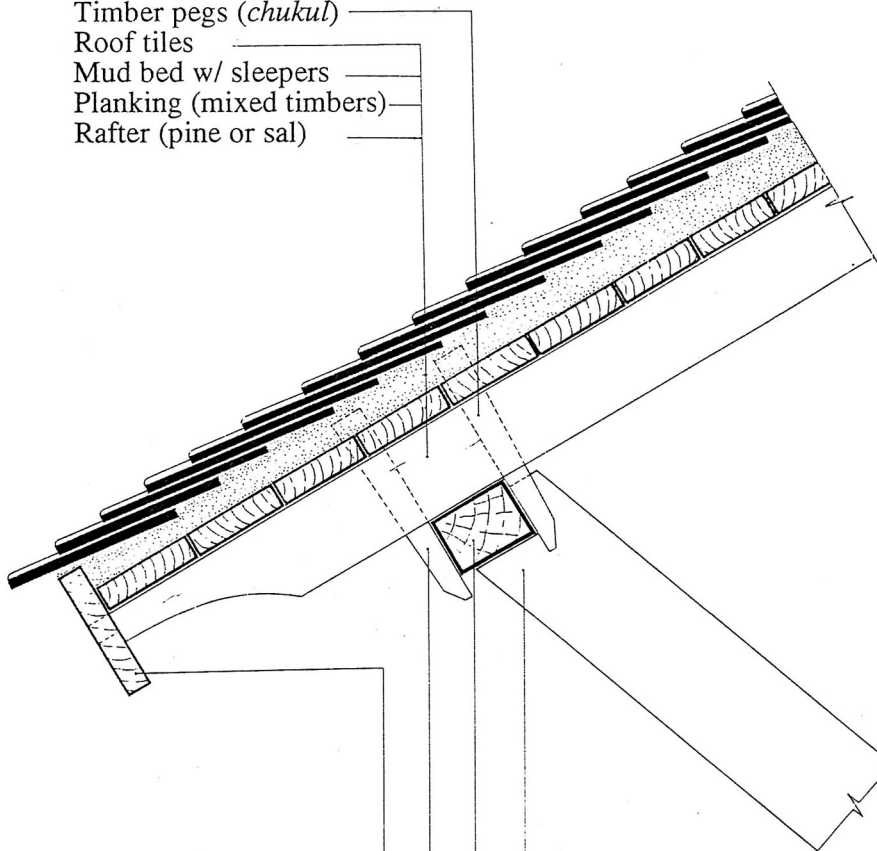 Timber pegs (chukul)
Roof tiles
Mud bed w/ sleepers
Planking (mixed timbers)
Rafter (pine or sal)